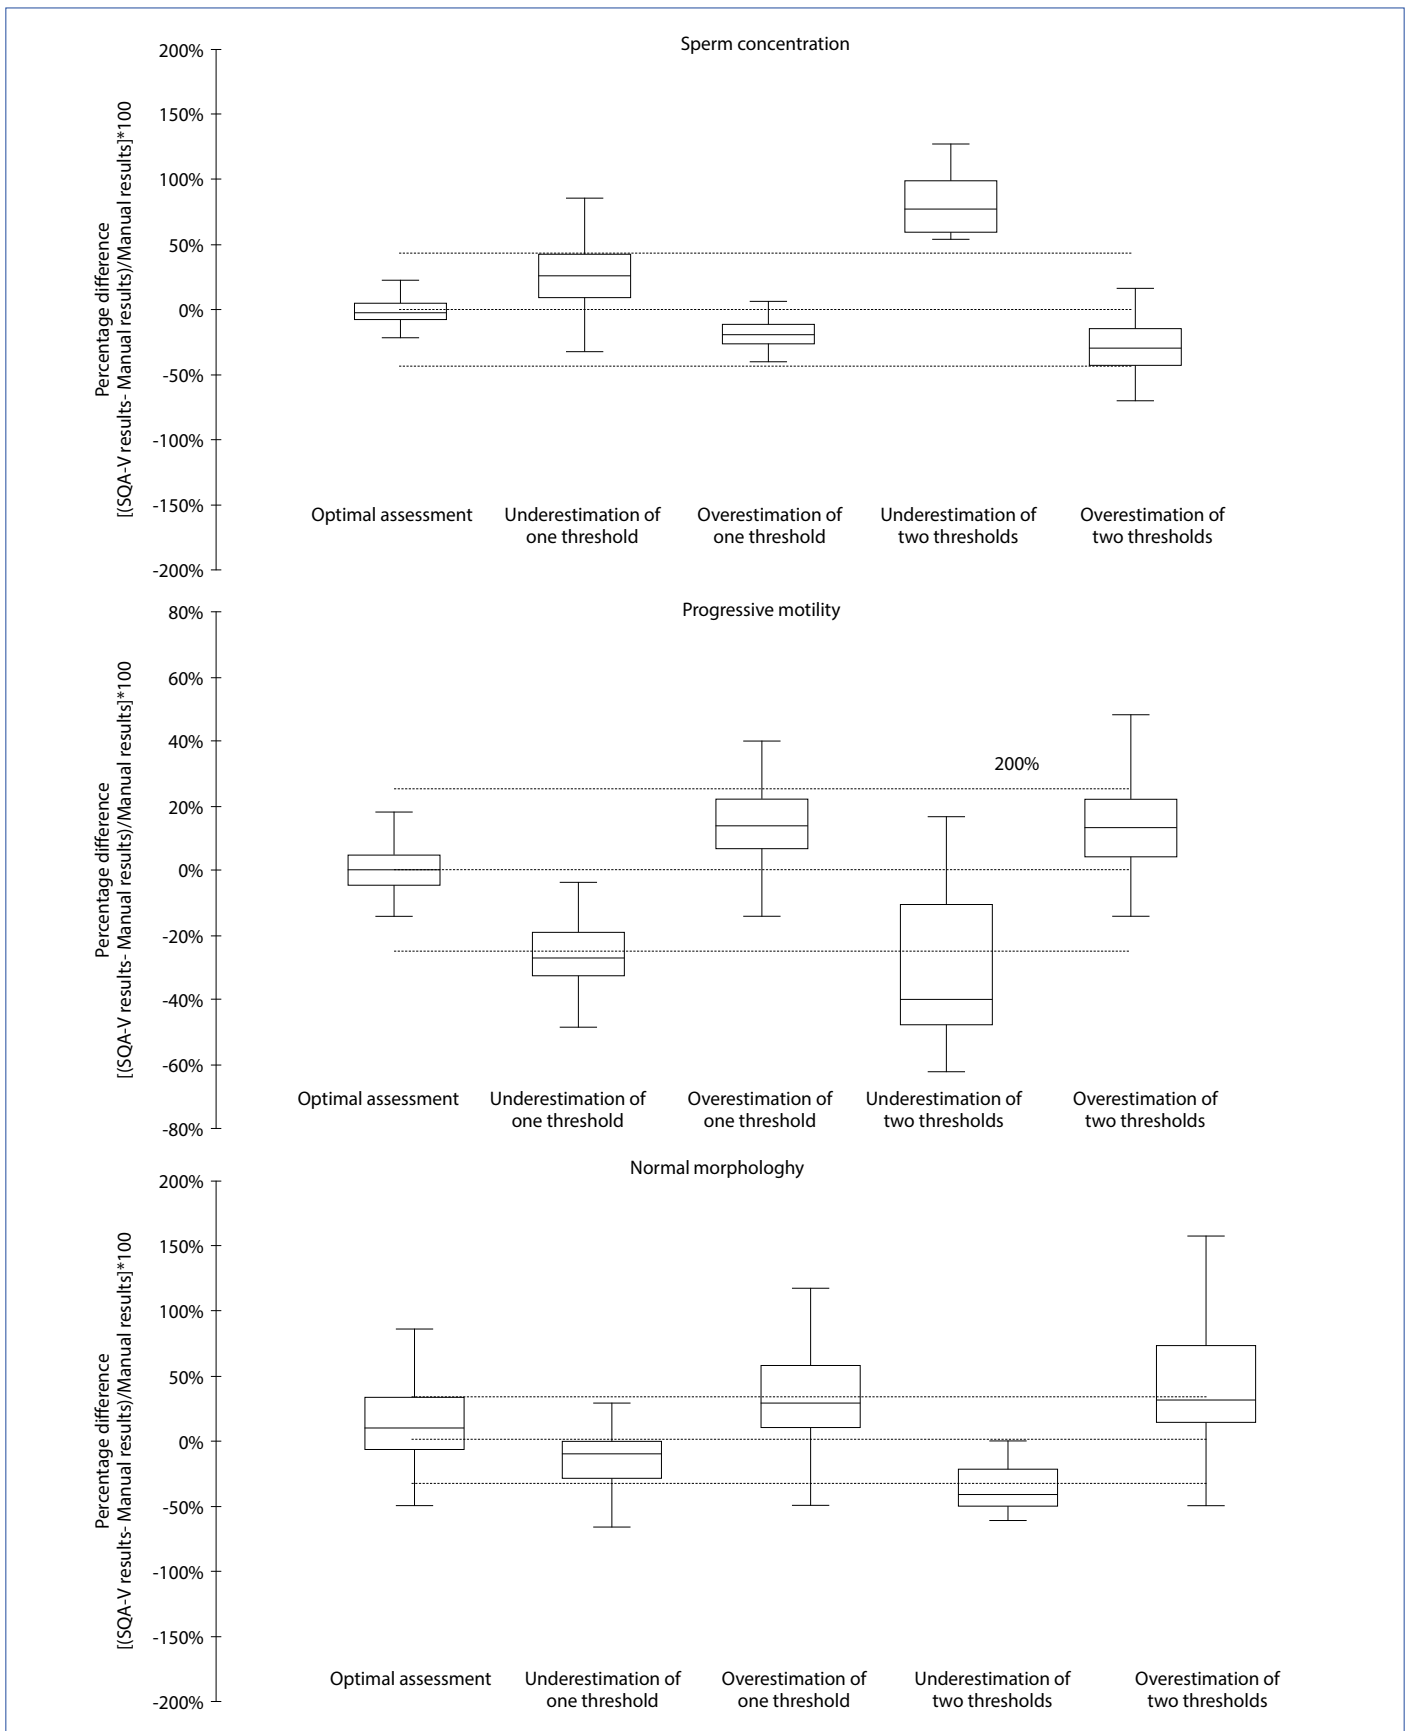 Sperm concentration
200%
150%
100%
50%
0%
-50%
-100%
-150%
-200%
Percentage difference
[(SQA-V results- Manual results)/Manual results]*100
Optimal assessment
Underestimation of
one threshold
Overestimation of
one threshold
Underestimation of
two thresholds
Overestimation of
two thresholds
Progressive motility
80%
60%
40%
20%
0%
-20%
-40%
-60%
-80%
Percentage difference
[(SQA-V results- Manual results)/Manual results]*100
200%
Optimal assessment
Underestimation of
one threshold
Overestimation of
one threshold
Underestimation of
two thresholds
Overestimation of
two thresholds
Normal morphologhy
200%
150%
100%
50%
0%
-50%
-100%
-150%
-200%
Percentage difference
[(SQA-V results- Manual results)/Manual results]*100
Optimal assessment
Underestimation of
one threshold
Overestimation of
one threshold
Underestimation of
two thresholds
Overestimation of
two thresholds